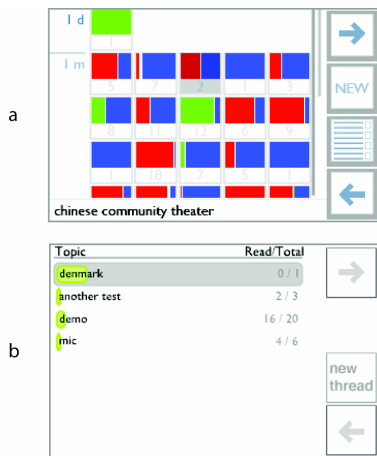 a
1 d
1
1 m
5 7 2 1 3
NEW
8 11 12 6 9
1 18 7 5 1
chinese community theater
b
Topic Read/Total
denmark 0 / 1
another test 2 / 3
demo 16 / 20
mic 4 / 6
new
thread